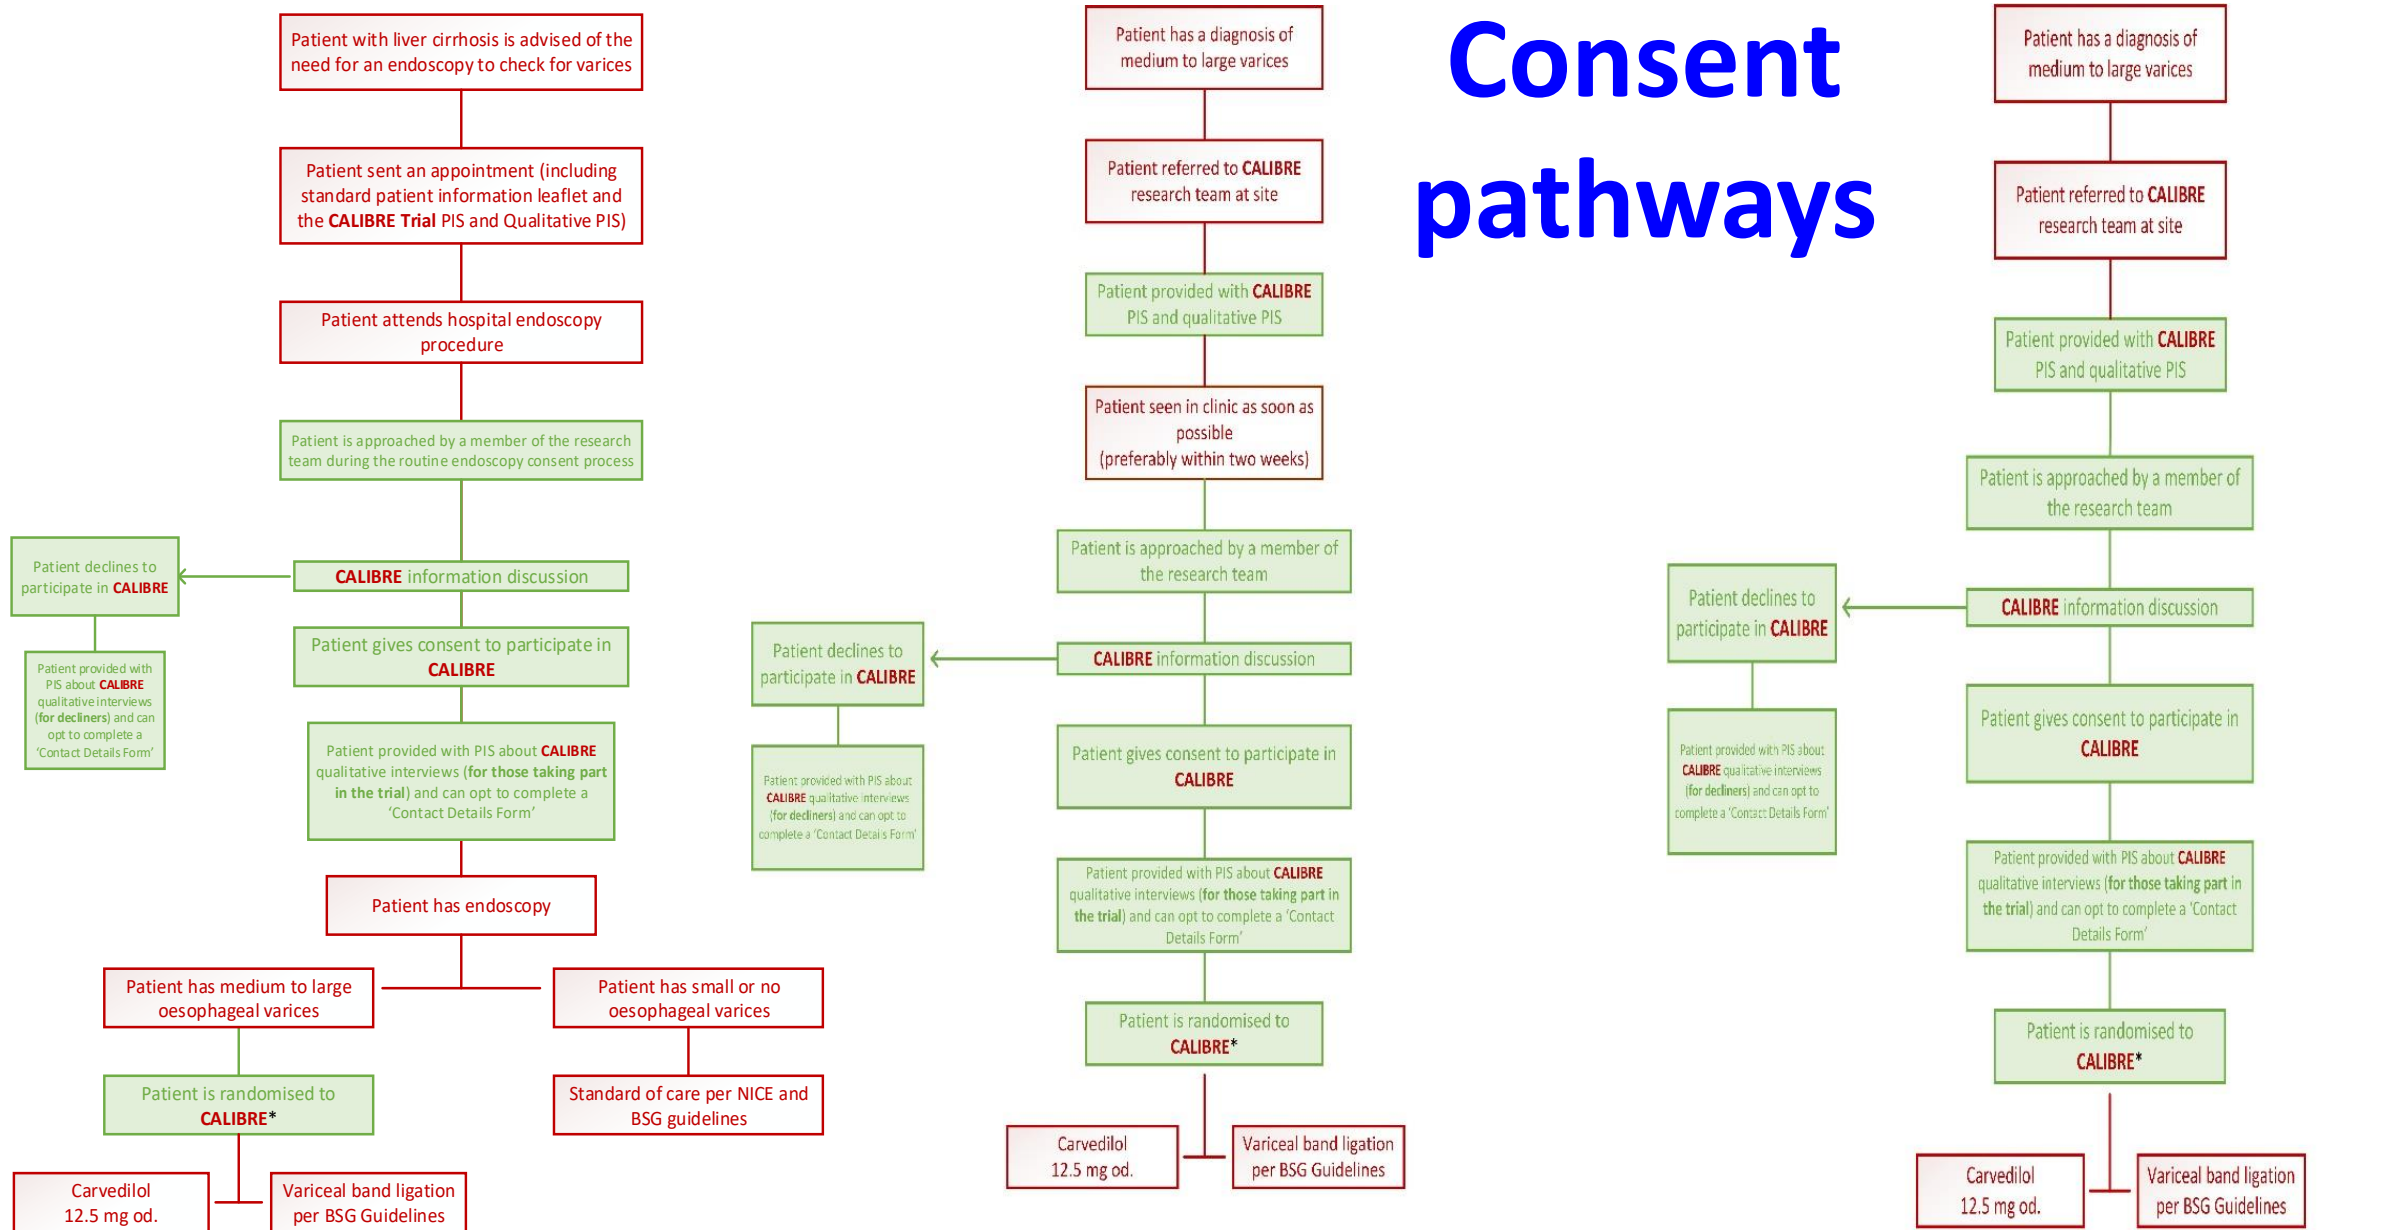 Consent
pathways
Patient with liver cirrhosis is advised of the
need for an endoscopy to check for varices
Patient sent an appointment (including
standard patient information leaflet and
the CALIBRE Trial PIS and Qualitative PIS)
Patient attends hospital endoscopy
procedure
Patient is approached by a member of the research
team during the routine endoscopy consent process
CALIBRE information discussion
Patient declines to
participate in CALIBRE
Patient provided with
PIS about CALIBRE
qualitative interviews
(for decliners) and can
opt to complete a
‘Contact Details Form’
Patient gives consent to participate in
CALIBRE
Patient provided with PIS about CALIBRE
qualitative interviews (for those taking part
in the trial) and can opt to complete a
‘Contact Details Form’
Patient has endoscopy
Patient has medium to large
oesophageal varices
Patient has small or no
oesophageal varices
Patient is randomised to
CALIBRE*
Standard of care per NICE and
BSG guidelines
Carvedilol
12.5 mg od.
Variceal band ligation
per BSG Guidelines
Patient has a diagnosis of
medium to large varices
Patient referred to CALIBRE
research team at site
Patient provided with CALIBRE
PIS and qualitative PIS
Patient seen in clinic as soon as
possible
(preferably within two weeks)
Patient is approached by a member of
the research team
CALIBRE information discussion
Patient declines to
participate in CALIBRE
Patient provided with PIS about
CALIBRE qualitative interviews
(for decliners) and can opt to
complete a ‘Contact Details Form’
Patient gives consent to participate in
CALIBRE
Patient provided with PIS about CALIBRE
qualitative interviews (for those taking part in
the trial) and can opt to complete a ‘Contact
Details Form’
Patient is randomised to
CALIBRE*
Carvedilol
12.5 mg od.
Variceal band ligation
per BSG Guidelines
Patient has a diagnosis of
medium to large varices
Patient referred to CALIBRE
research team at site
Patient provided with CALIBRE
PIS and qualitative PIS
Patient is approached by a member of
the research team
CALIBRE information discussion
Patient declines to
participate in CALIBRE
Patient provided with PIS about
CALIBRE qualitative interviews
(for decliners) and can opt to
complete a ‘Contact Details Form’
Patient gives consent to participate in
CALIBRE
Patient provided with PIS about CALIBRE
qualitative interviews (for those taking part in
the trial) and can opt to complete a ‘Contact
Details Form’
Patient is randomised to
CALIBRE*
Carvedilol
12.5 mg od.
Variceal band ligation
per BSG Guidelines